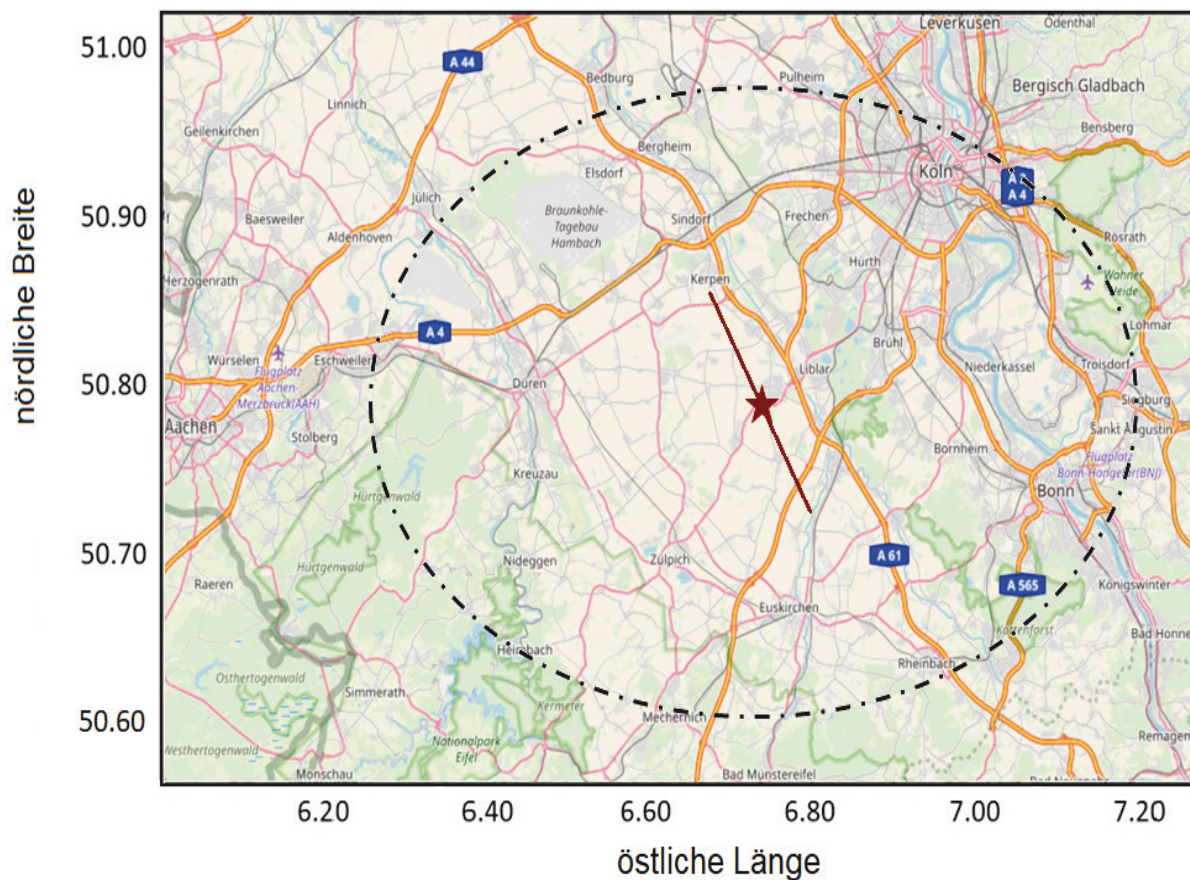 51.00
50.90
50.80
50.70
50.60
nördliche Breite
6.20
6.40
6.60
6.80
7.00
7.20
östliche Länge
Leverkusen
Odenthal
A 44
Bedburg
Pulheim
Bergisch Gladbach
Linnich
Geilenkirchen
Bensberg
Bergheim
Elsdorf
Köln
A 4
Jülich
Braunkohle-
Tagebau
Hambach
Sindorf
Frechen
Baesweiler
Aldenhoven
Rösrath
Hürth
Wahner
Heide
Herzogenrath
Kerpen
A 4
Lohmar
Würselen
Eschweiler
Brühl
Niederkassel
Troisdorf
Liblar
Flugplatz
Aachen-
Merzbrück(AAH)
Düren
Siegburg
Aachen
Stolberg
Sankt Augustin
Bornheim
Flugplatz
Bonn-Hangelar(BNJ)
Kreuzau
Hürtgenwald
Bonn
A 61
Nideggen
Zülpich
Hürtgenwald
Raeren
A 565
Königswinter
Euskirchen
Kottenforst
Bad Honne
Heimbach
Rheinbach
Osthertogenwald
Simmerath
Kermeter
Mechernich
Remagen
Nationalpark
Eifel
Westhertogenwald
Monschau
Bad Münstereifel